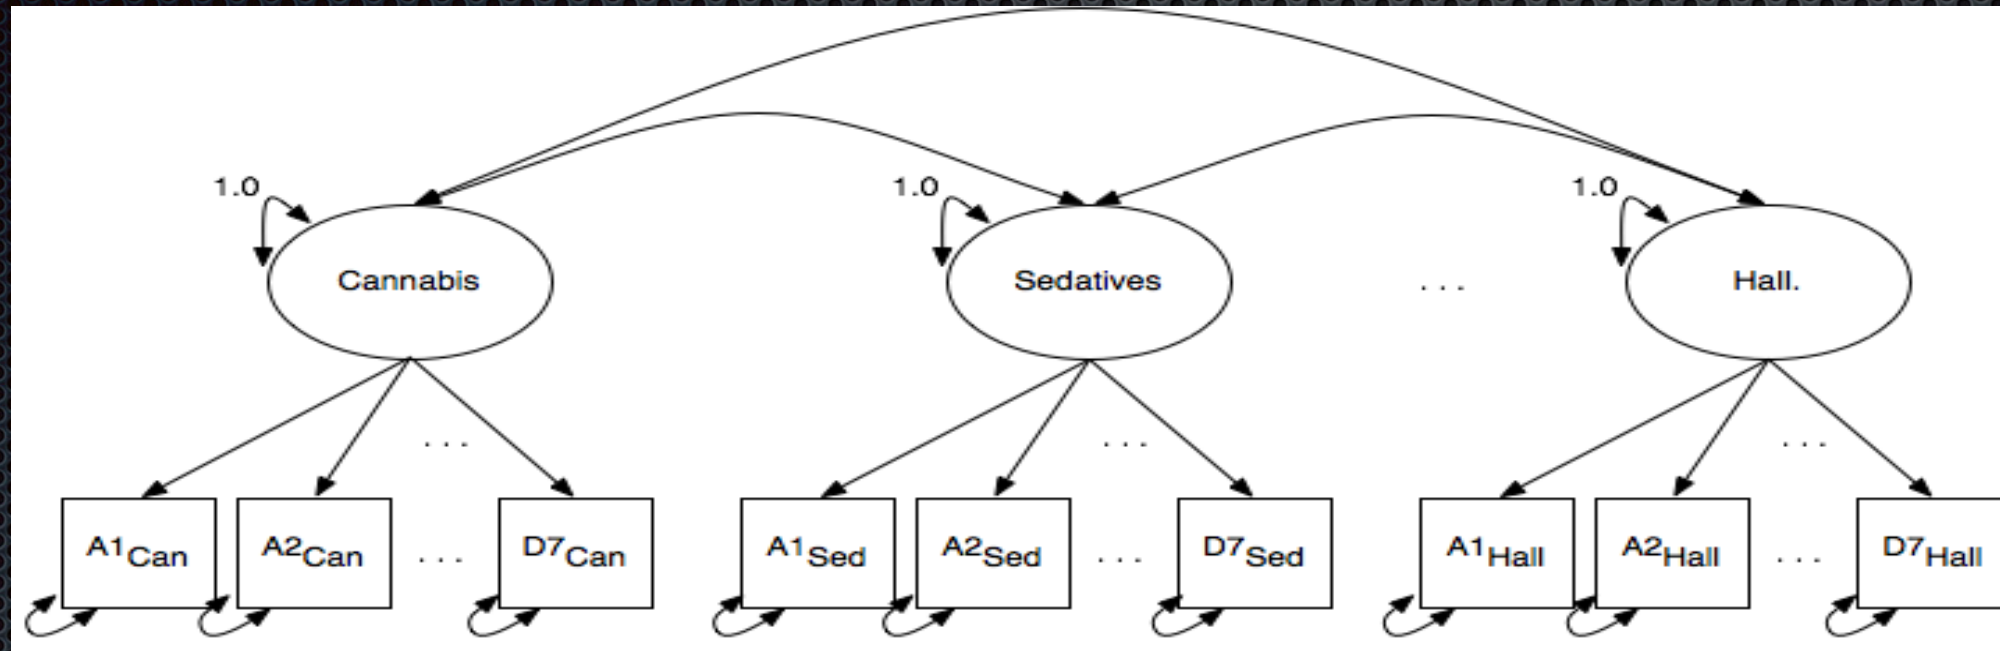 1.0 1.0 1.0
Cannabis Sedatives . . . Hall.
. . . . . . . . .
A1Can A2Can . . . D7Can A1Sed A2Sed . . . D7Sed A1Hall A2Hall . . . D7Hall